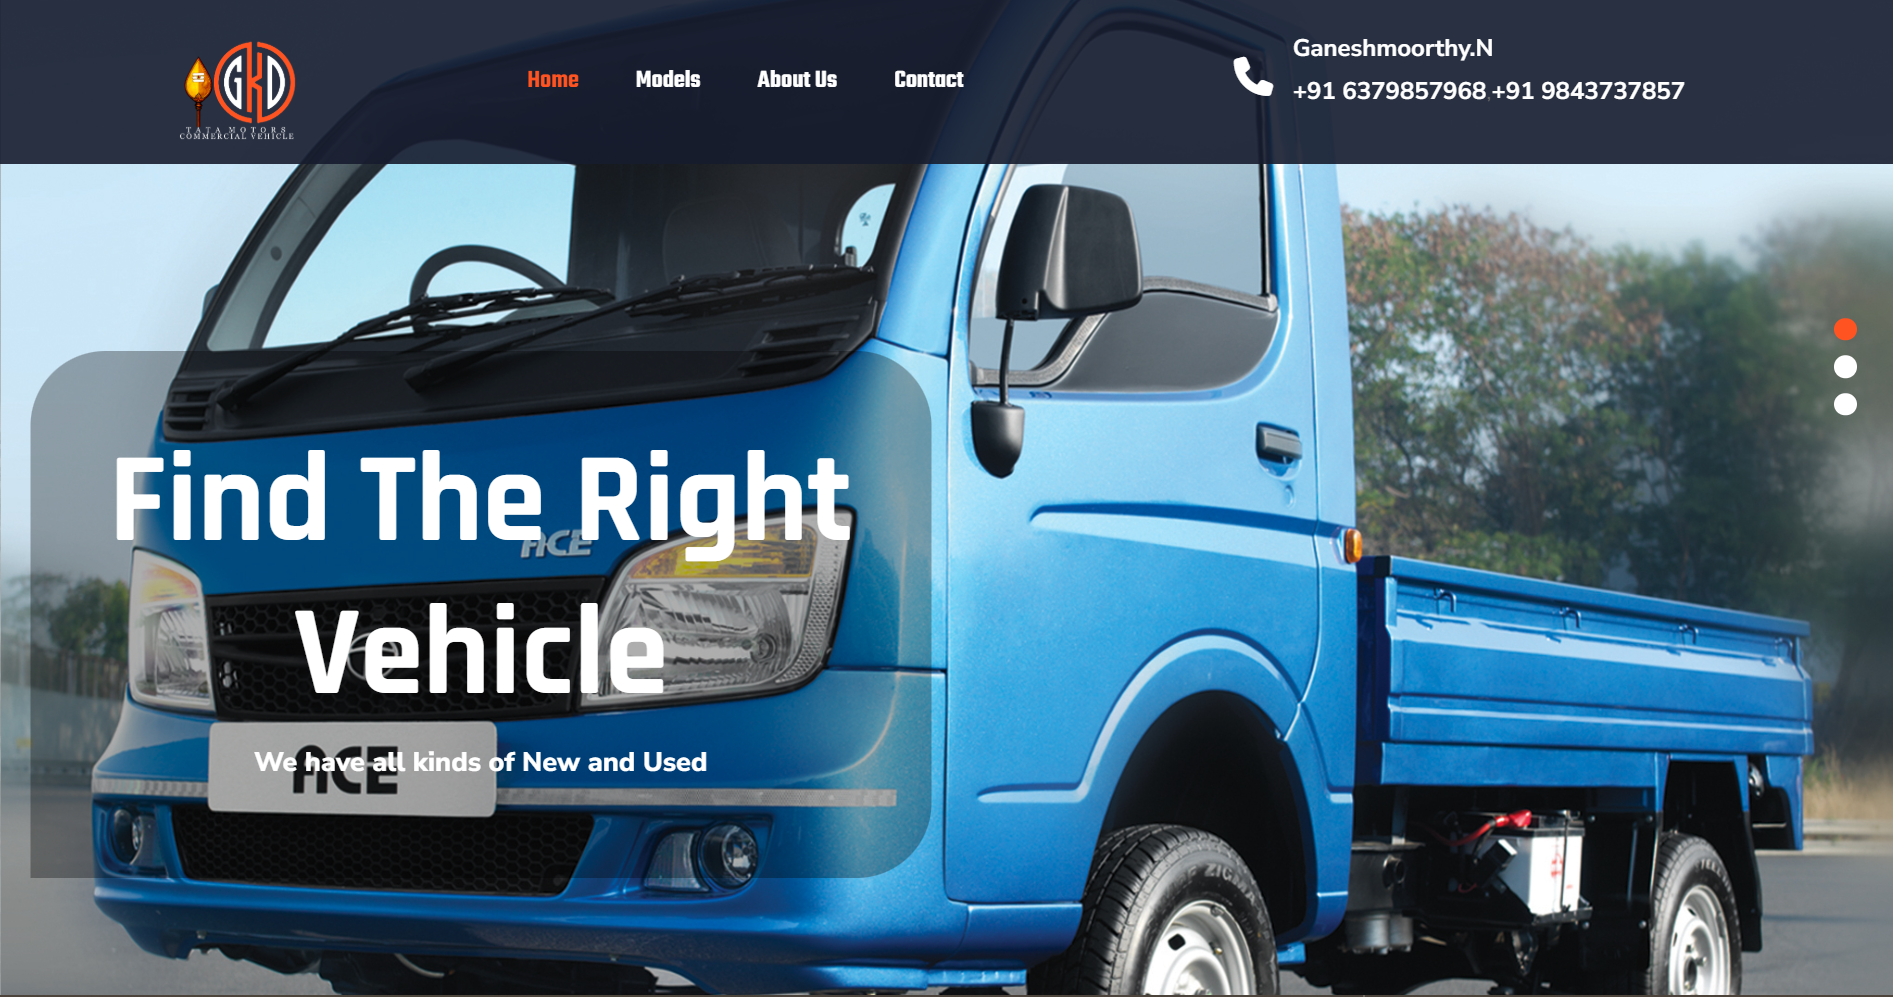 GKD
TATA MOTORS
COMMERCIAL VEHICLE
Home
Models
About Us
Contact
Ganeshmoorthy.N
+91 6379857968,+91 9843737857
Find The Right
Vehicle
ACE
We have all kinds of New and Used
ACE